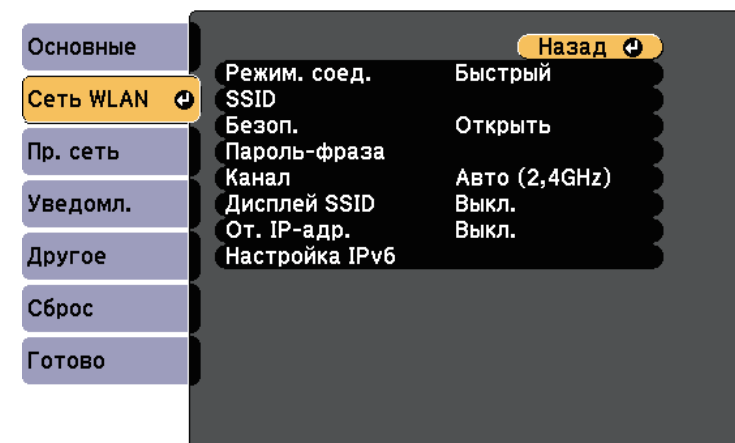 Основные
Сеть WLAN
Пр. сеть
Уведомл.
Другое
Сброс
Готово
Назад
Режим. соед. Быстрый
SSID
Безоп. Открыть
Пароль-фраза
Канал Авто (2,4GHz)
Дисплей SSID Выкл.
От. IP-адр. Выкл.
Настройка IPv6